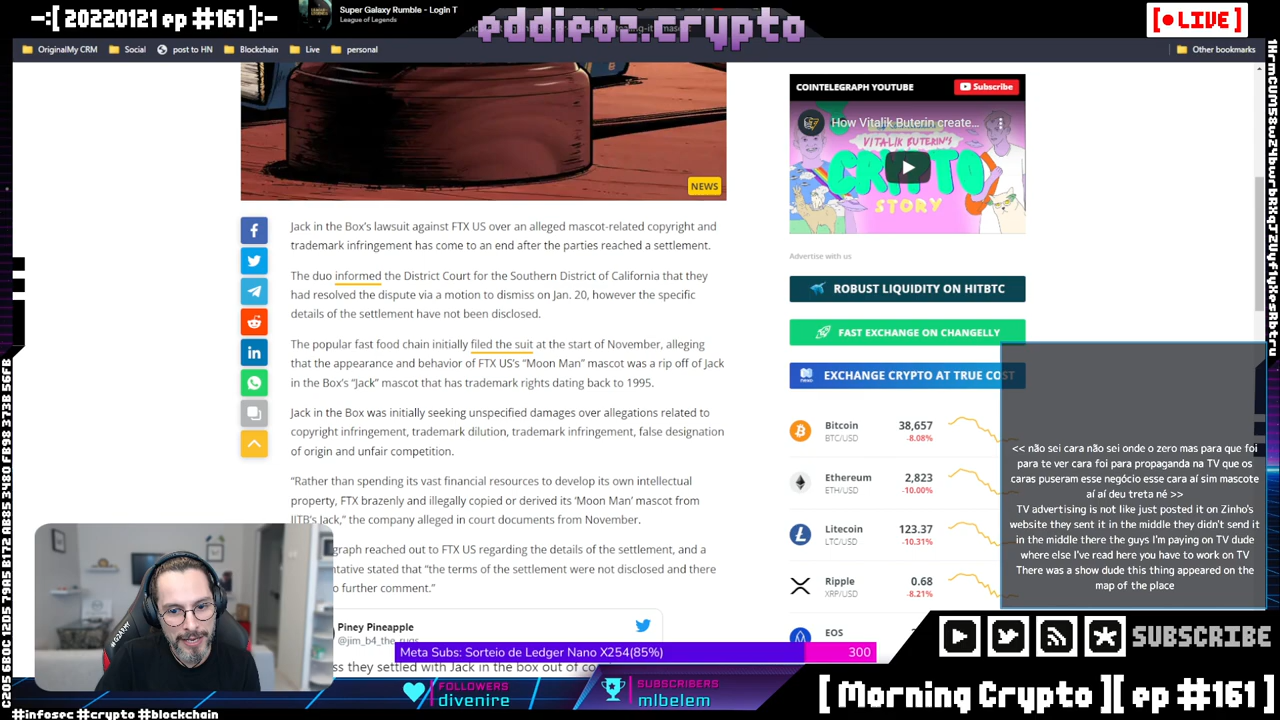 -:[ 20220121 ep #161 ]:-
Super Galaxy Rumble - Login T
League of Legends
eddieoz.crypto
[●LIVE]
OriginalMy CRM
Social
post to HN
Blockchain
Live
personal
Other bookmarks
NEWS
COINTELEGRAPH YOUTUBE
Subscribe
How Vitalik Buterin create...
VITALIK BUTERIN'S
CRYPTO
STORY
Advertise with us
ROBUST LIQUIDITY ON HITBTC
FAST EXCHANGE ON CHANGELLY
EXCHANGE CRYPTO AT TRUE COST
Jack in the Box's lawsuit against FTX US over an alleged mascot-related copyright and
trademark infringement has come to an end after the parties reached a settlement.
The duo informed the District Court for the Southern District of California that they
had resolved the dispute via a motion to dismiss on Jan. 20, however the specific
details of the settlement have not been disclosed.
The popular fast food chain initially filed the suit at the start of November, alleging
that the appearance and behavior of FTX US's “Moon Man” mascot was a rip off of Jack
in the Box's “Jack” mascot that has trademark rights dating back to 1995.
Jack in the Box was initially seeking unspecified damages over allegations related to
copyright infringement, trademark dilution, trademark infringement, false designation
of origin and unfair competition.
“Rather than spending its vast financial resources to develop its own intellectual
property, FTX brazenly and illegally copied or derived its ‘Moon Man’ mascot from
JITB's Jack,” the company alleged in court documents from November.
graph reached out to FTX US regarding the details of the settlement, and a
ntative stated that “the terms of the settlement were not disclosed and there
o further comment.”
Piney Pineapple
@jim_b4_the_rugs
ss they settled with Jack in the box out of co
Bitcoin
BTC/USD
38,657
-8.08%
Ethereum
ETH/USD
2,823
-10.00%
Litecoin
LTC/USD
123.37
-10.31%
Ripple
XRP/USD
0.68
-8.21%
EOS
<< não sei cara não sei onde o zero mas para que foi
para te ver cara foi para propaganda na TV que os
caras puseram esse negócio esse cara aí sim mascote
aí aí deu treta né >>
TV advertising is not like just posted it on Zinho's
website they sent it in the middle they didn't send it
in the middle there the guys I'm paying on TV dude
where else I've read here you have to work on TV
There was a show dude this thing appeared on the
map of the place
Meta Subs: Sorteio de Ledger Nano X254(85%)
300
FOLLOWERS
divenire
SUBSCRIBERS
mlbelem
SUBSCRIBE
[ Morning Crypto ][ ep #161 ]
#infosec #crypto #blockchain